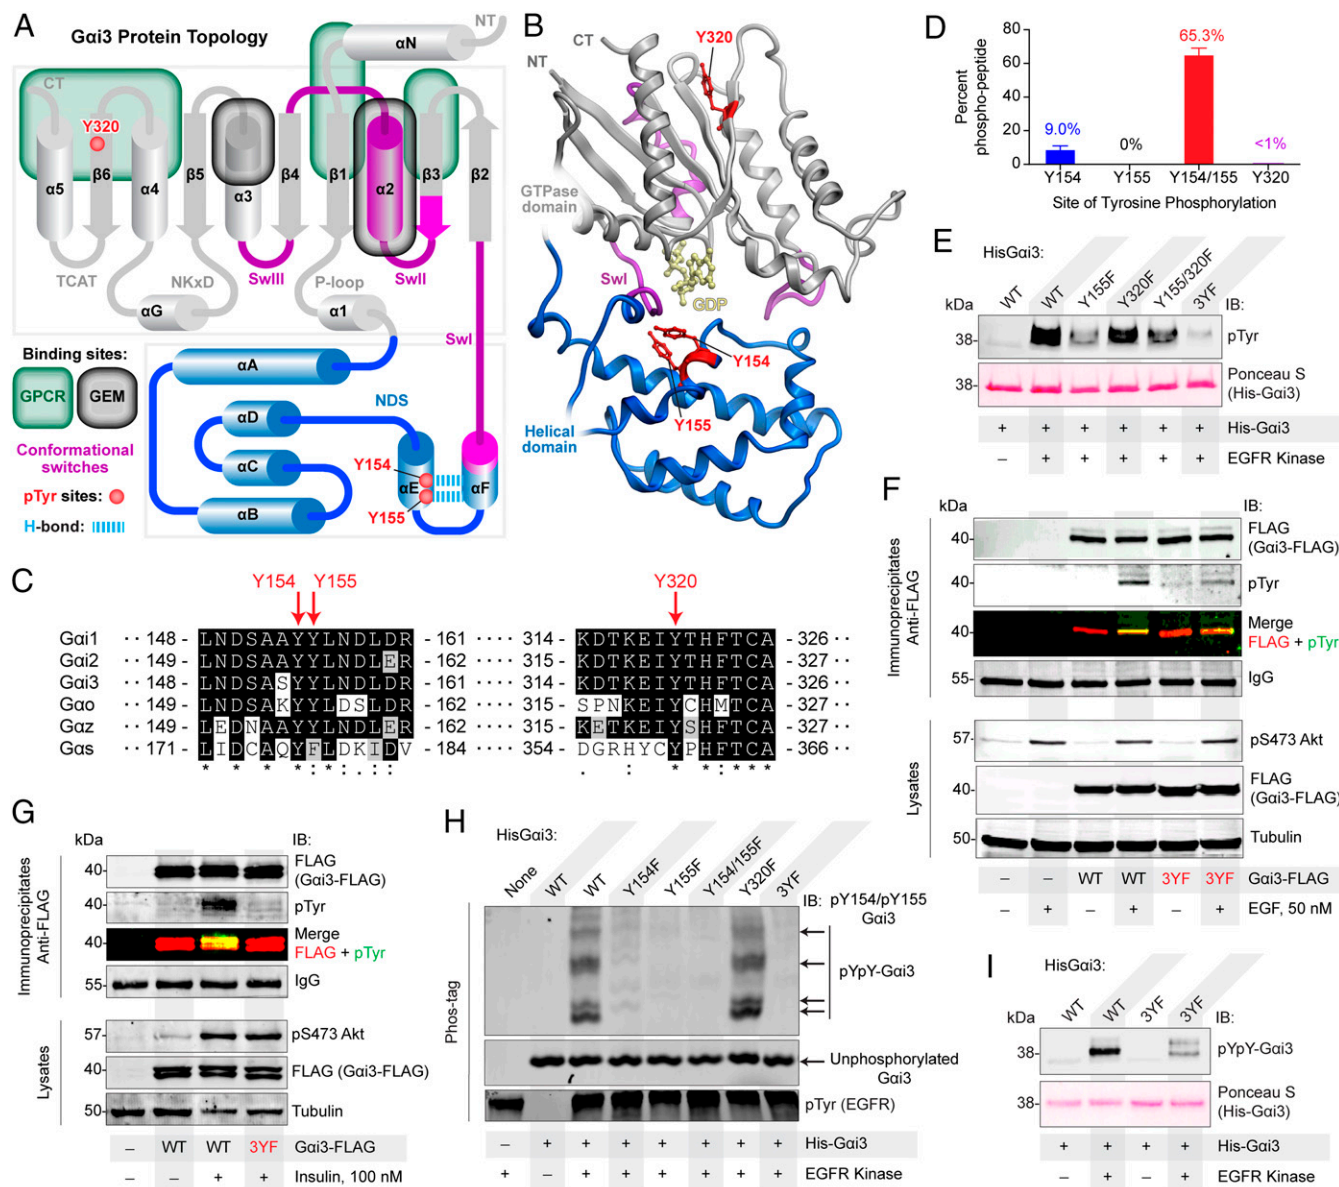 A
Gαi3 Protein Topology
αN
NT
CT
Y320
α5
β6
α4
β5
α3
β4
β1
α2
β3
β2
TCAT
NKxD
SwIII
P-loop
SwII
αG
α1
SwI
Binding sites:
GPCR
GEM
Conformational
switches
pTyr sites:
H-bond:
αA
αD
NDS
αC
αB
Y154
αE
αF
Y155
B
Y320
CT
NT
GTPase
domain
SwI
GDP
Y154
Y155
Helical
domain
C
Y154
Y155
Y320
Gαi1 ·· 148 - LNDSAAYYLNDLDR - 161 ···· 314 - KDTKEIYTHFTCA - 326 ··
Gαi2 ·· 149 - LNDSAAYYLNDLER - 162 ···· 315 - KDTKEIYTHFTCA - 327 ··
Gαi3 ·· 148 - LNDSASYYLNDLDR - 161 ···· 314 - KDTKEIYTHFTCA - 326 ··
Gαo ·· 149 - LNDSAKYYLDSLDR - 162 ···· 315 - SPNKEIYCHMTCA - 327 ··
Gαz ·· 149 - LEDNAAYYLNDLER - 162 ···· 315 - KETKEIYSHFTCA - 327 ··
Gαs ·· 171 - LIDCAQYFLDKIDV - 184 ···· 354 - DGRHYCYPHFTCA - 366 ··
D
Percent
phospho-peptide
80
60
40
20
0
9.0%
0%
65.3%
<1%
Y154
Y155
Y154/155
Y320
Site of Tyrosine Phosphorylation
E
HisGαi3:
WT
WT
Y155F
Y320F
Y155/320F
3YF
kDa
IB:
38
pTyr
38
Ponceau S
(His-Gαi3)
+ + + + + + His-Gαi3
– + + + + + EGFR Kinase
F
kDa
IB:
Immunoprecipitates
Anti-FLAG
40
FLAG
(Gαi3-FLAG)
40
pTyr
40
Merge
FLAG + pTyr
55
IgG
Lysates
57
pS473 Akt
40
FLAG
(Gαi3-FLAG)
50
Tubulin
– – WT WT 3YF 3YF Gαi3-FLAG
– + – + – + EGF, 50 nM
G
kDa
IB:
Immunoprecipitates
Anti-FLAG
40
FLAG
(Gαi3-FLAG)
40
pTyr
40
Merge
FLAG + pTyr
55
IgG
Lysates
57
pS473 Akt
40
FLAG (Gαi3-FLAG)
50
Tubulin
– WT WT 3YF Gαi3-FLAG
– – + + Insulin, 100 nM
H
HisGαi3:
None
WT
WT
Y154F
Y155F
Y154/155F
Y320F
3YF
IB:
pY154/pY155
Gαi3
pYpY-Gαi3
Phos-tag
Unphosphorylated
Gαi3
pTyr (EGFR)
– + + + + + + + His-Gαi3
+ – + + + + + + EGFR Kinase
I
HisGαi3:
WT
WT
3YF
3YF
kDa
IB:
38
pYpY-Gαi3
38
Ponceau S
(His-Gαi3)
+ + + + His-Gαi3
– + – + EGFR Kinase